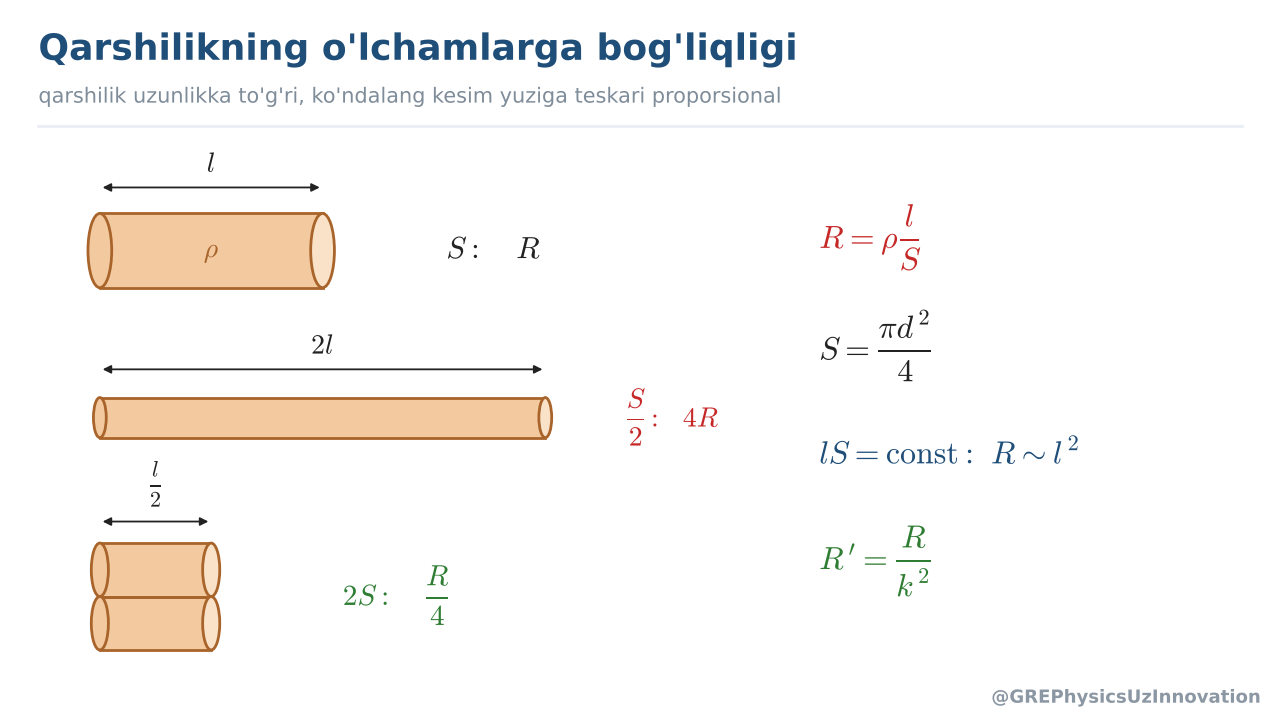 Qarshilikning o'lchamlarga bog'liqligi
qarshilik uzunlikka to'g'ri, ko'ndalang kesim yuziga teskari proporsional
l
ρ
S: R
2l
S/2: 4R
l/2
2S: R/4
R = ρ l/S
S = πd²/4
lS = const: R ~ l²
R′ = R/k²
@GREPhysicsUzInnovation